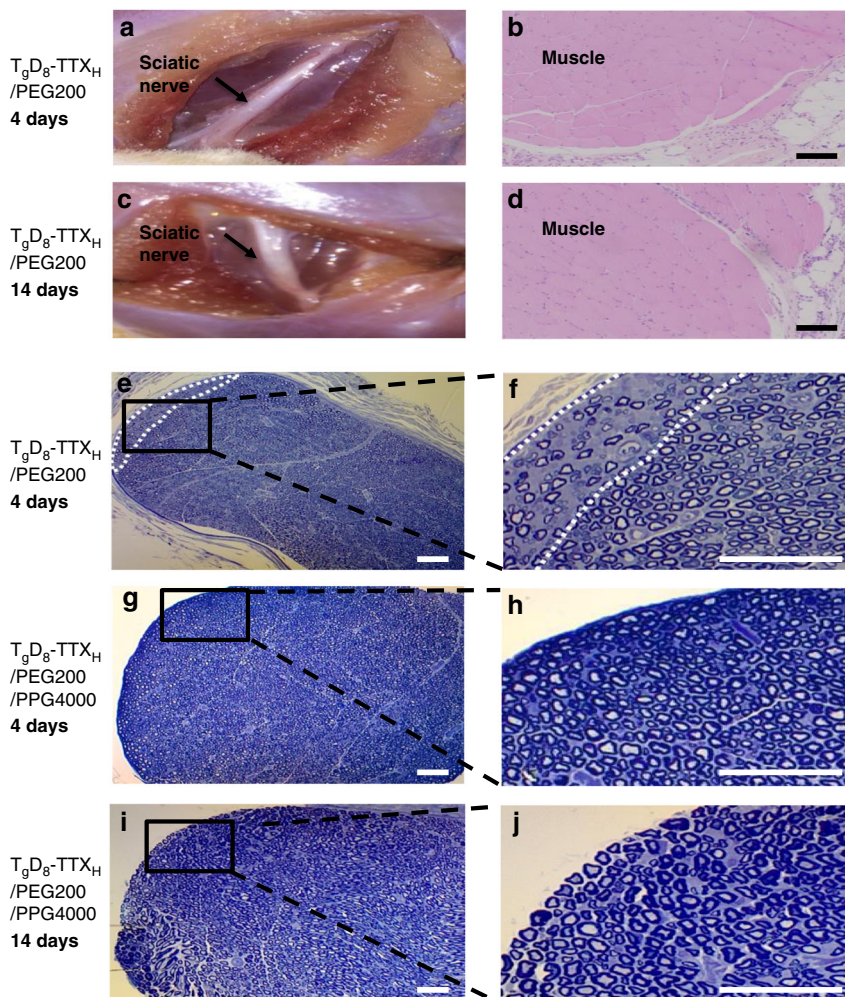 TgD8-TTXH
/PEG200
4 days
a
Sciatic
nerve
b
Muscle
TgD8-TTXH
/PEG200
14 days
c
Sciatic
nerve
d
Muscle
TgD8-TTXH
/PEG200
4 days
e
f
TgD8-TTXH
/PEG200
/PPG4000
4 days
g
h
TgD8-TTXH
/PEG200
/PPG4000
14 days
i
j